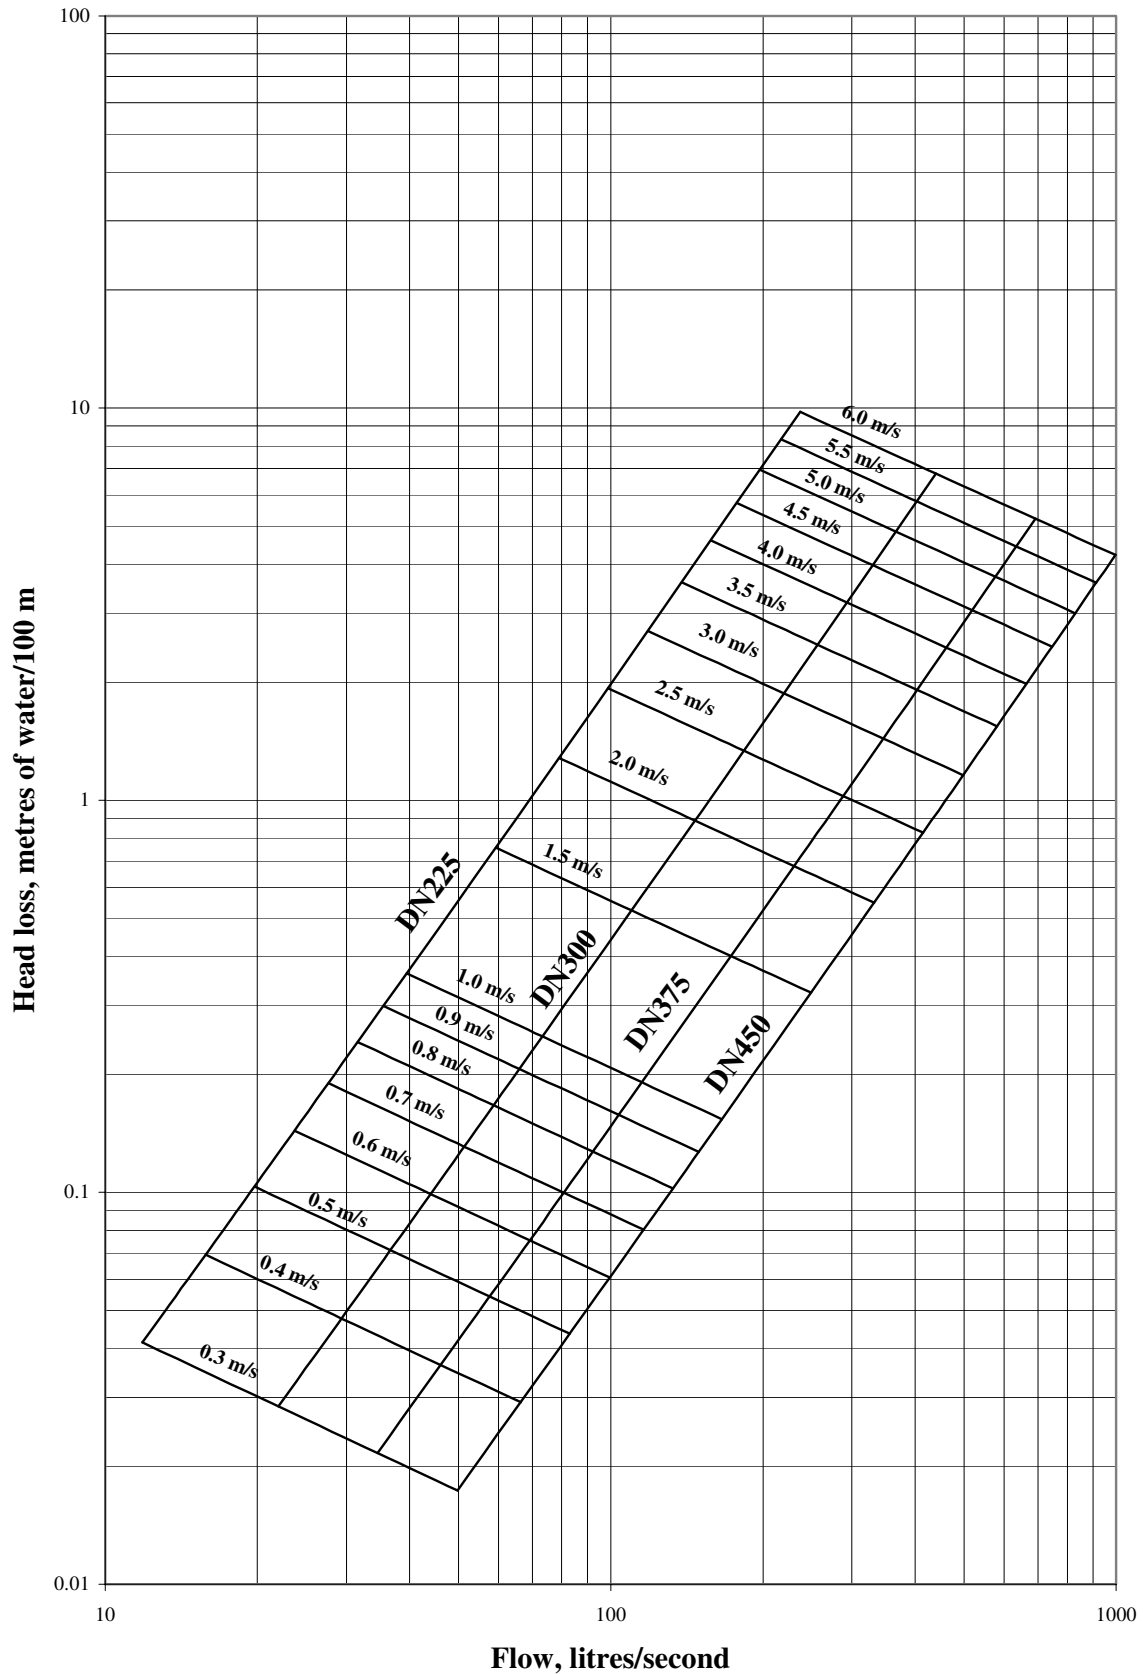 100
6.0 m/s
10
5.5 m/s
5.0 m/s
4.5 m/s
4.0 m/s
3.5 m/s
3.0 m/s
2.5 m/s
2.0 m/s
Head loss, metres of water/100 m
1
1.5 m/s
DN225
DN300
1.0 m/s
DN375
0.9 m/s
DN450
0.8 m/s
0.7 m/s
0.6 m/s
0.1
0.5 m/s
0.4 m/s
0.3 m/s
0.01
10
100
1000
Flow, litres/second